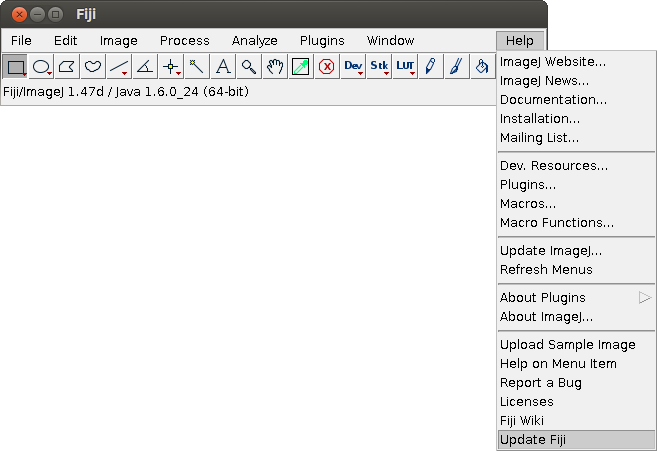 Fiji
File Edit Image Process Analyze Plugins Window Help
Dev Stk LUT
Fiji/ImageJ 1.47d / Java 1.6.0_24 (64-bit)
ImageJ Website...
ImageJ News...
Documentation...
Installation...
Mailing List...
Dev. Resources...
Plugins...
Macros...
Macro Functions...
Update ImageJ...
Refresh Menus
About Plugins
About ImageJ...
Upload Sample Image
Help on Menu Item
Report a Bug
Licenses
Fiji Wiki
Update Fiji